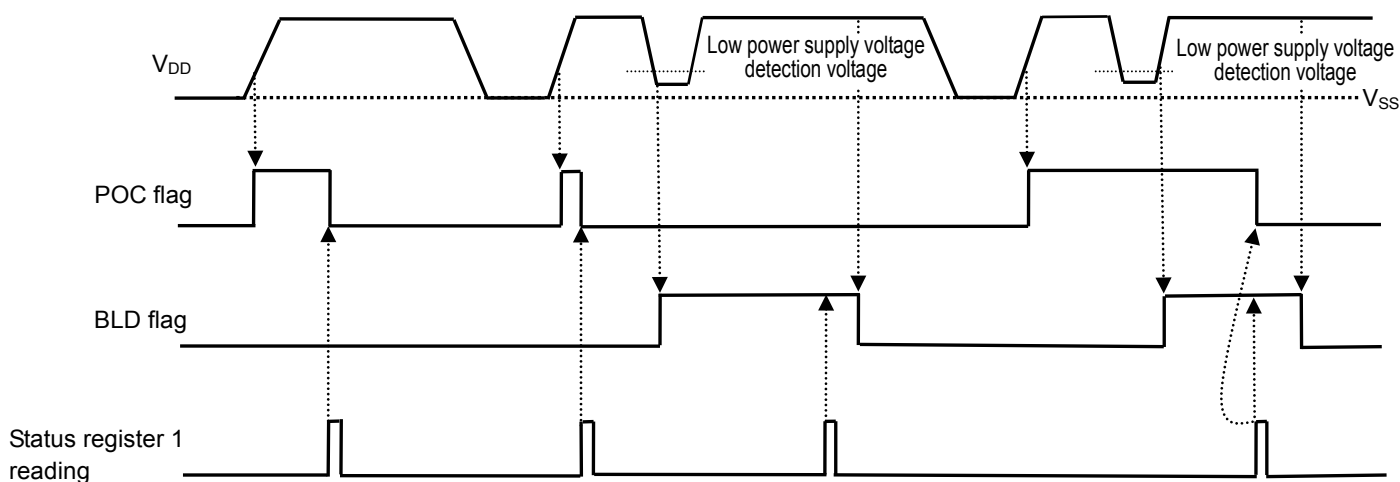 Low power supply voltage
detection voltage
Low power supply voltage
detection voltage
VDD
VSS
POC flag
BLD flag
Status register 1
reading